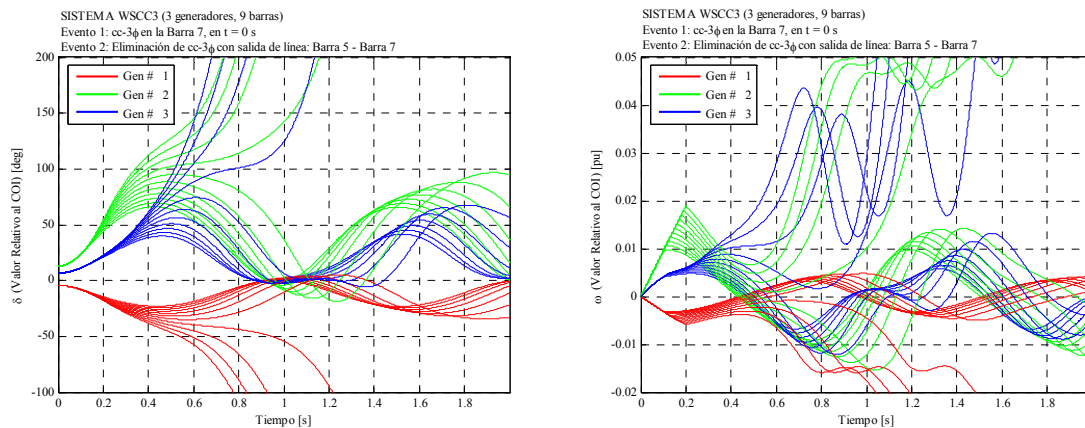 SISTEMA WSCC3 (3 generadores, 9 barras)
Evento 1: cc-3ϕ en la Barra 7, en t = 0 s
Evento 2: Eliminación de cc-3ϕ con salida de línea: Barra 5 - Barra 7
200
150
100
50
0
-50
-100
δ (Valor Relativo al COI) [deg]
Gen # 1
Gen # 2
Gen # 3
0 0.2 0.4 0.6 0.8 1 1.2 1.4 1.6 1.8
Tiempo [s]
SISTEMA WSCC3 (3 generadores, 9 barras)
Evento 1: cc-3ϕ en la Barra 7, en t = 0 s
Evento 2: Eliminación de cc-3ϕ con salida de línea: Barra 5 - Barra 7
0.05
0.04
0.03
0.02
0.01
0
-0.01
-0.02
ω (Valor Relativo al COI) [pu]
Gen # 1
Gen # 2
Gen # 3
0 0.2 0.4 0.6 0.8 1 1.2 1.4 1.6 1.8
Tiempo [s]